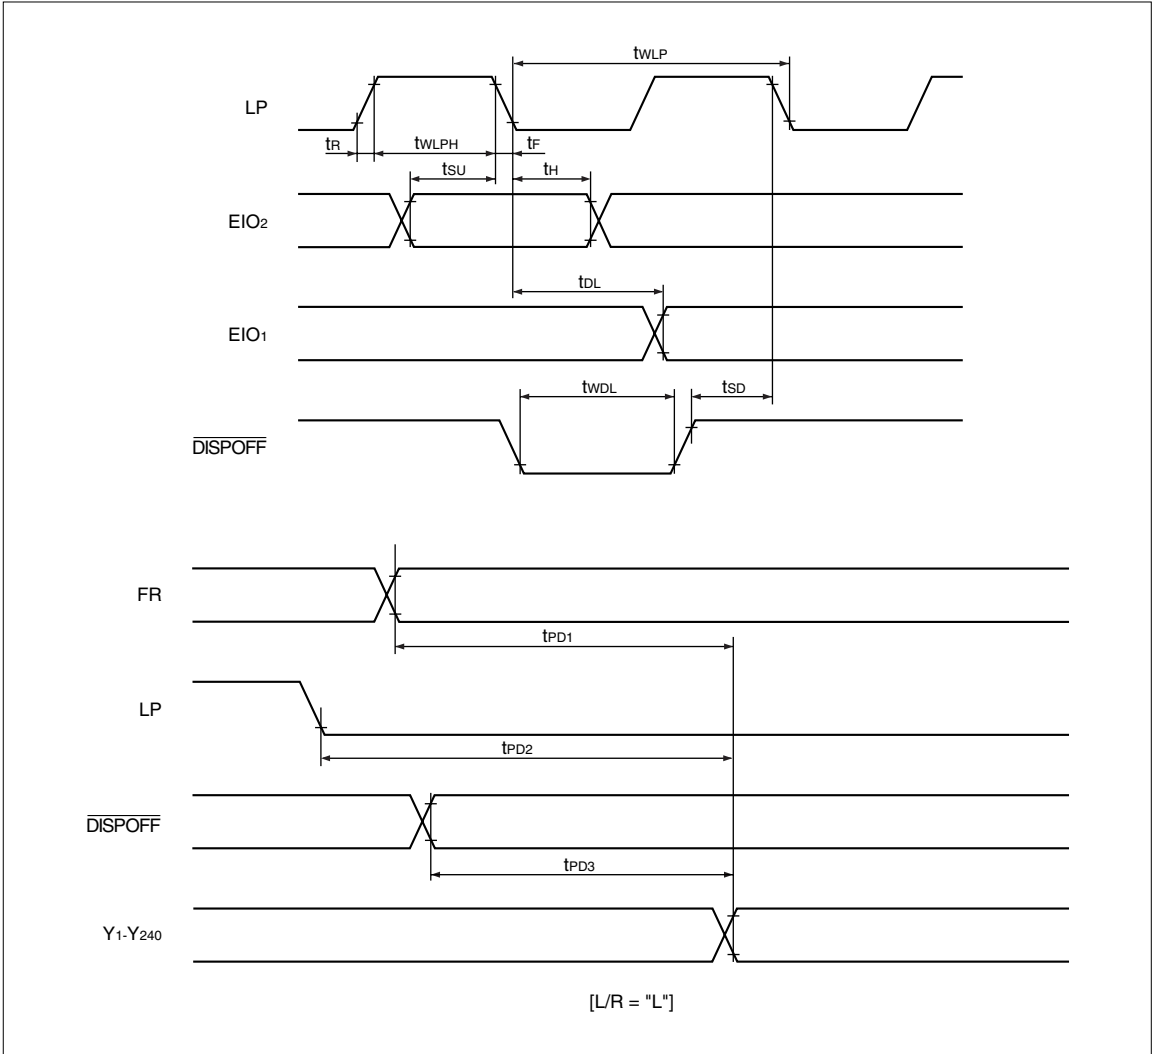 tWLP
LP
tR
tWLPH
tF
tSU
tH
EIO2
tDL
EIO1
tWDL
tSD
DISPOFF
FR
tPD1
LP
tPD2
DISPOFF
tPD3
Y1-Y240
[L/R = "L"]